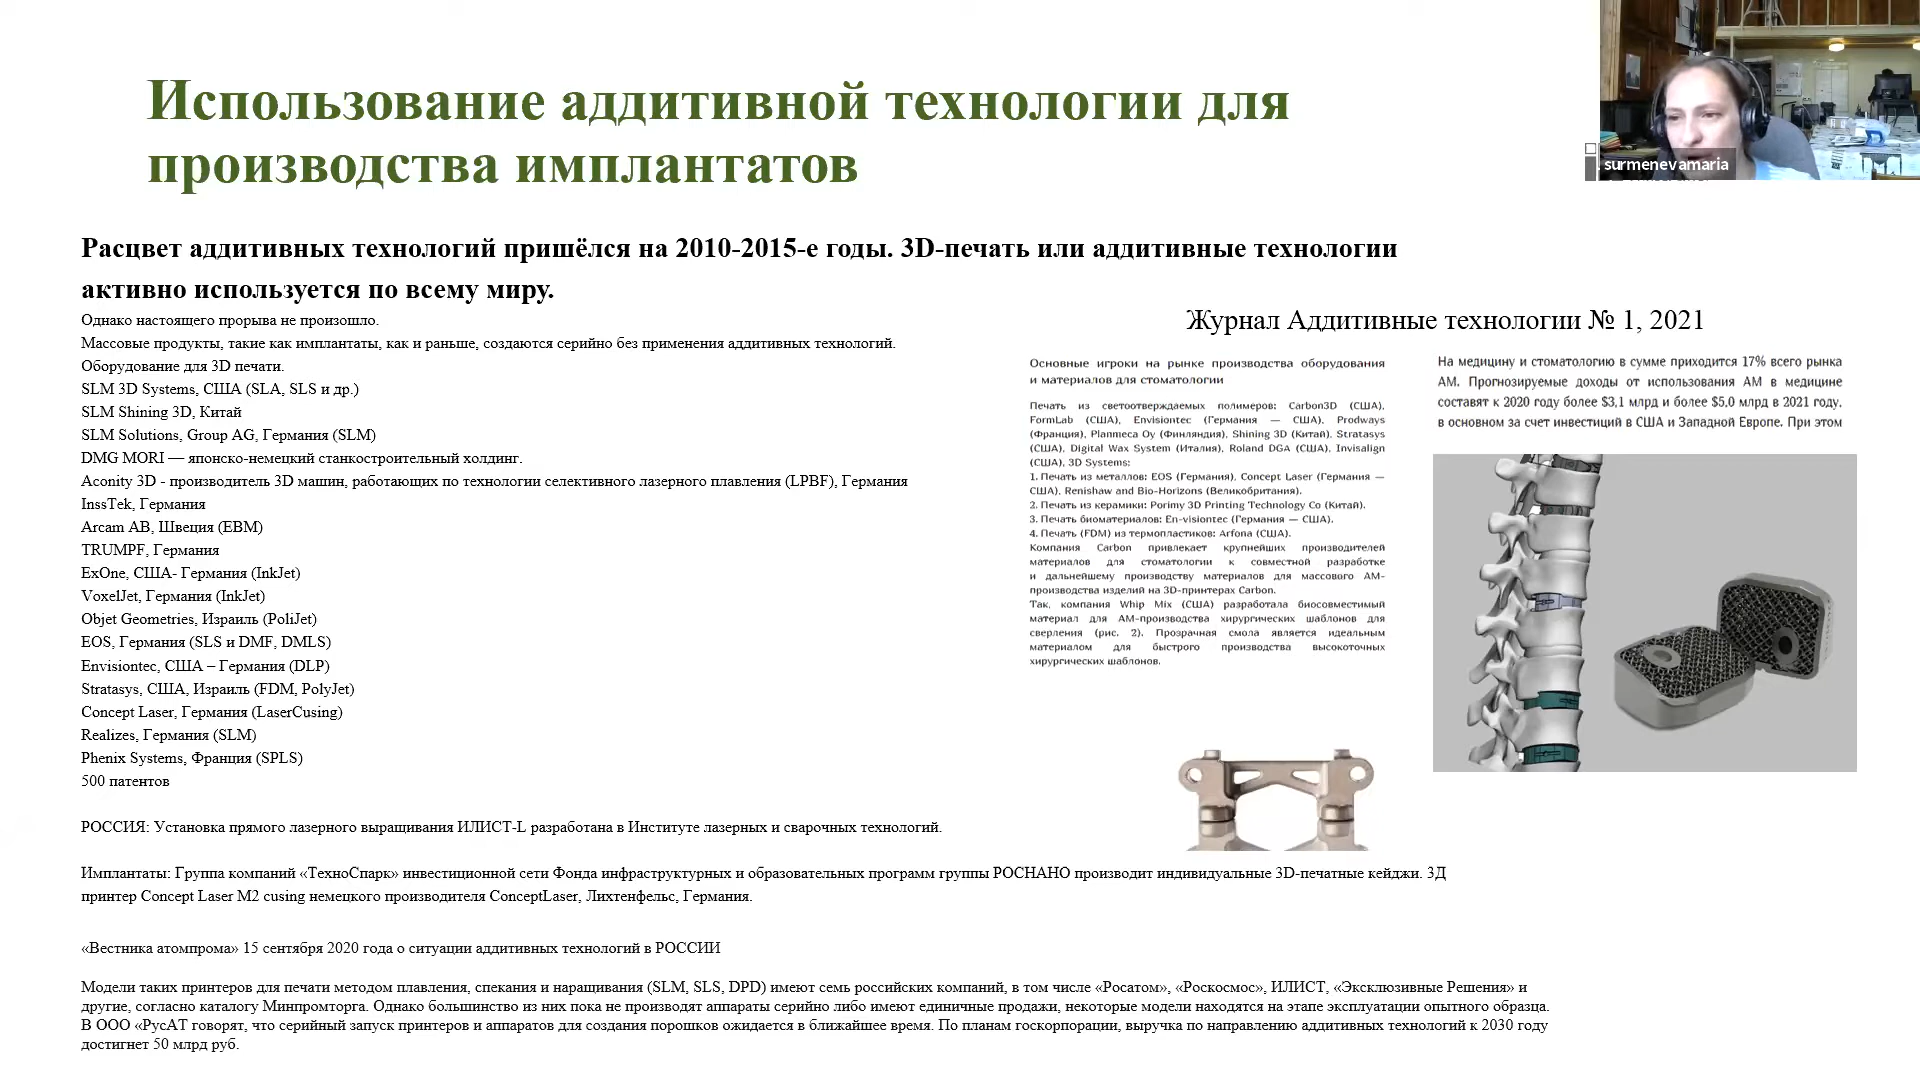 Использование аддитивной технологии для
производства имплантатов
surmenevamaria
Расцвет аддитивных технологий пришёлся на 2010-2015-е годы. 3D-печать или аддитивные технологии
активно используется по всему миру.
Однако настоящего прорыва не произошло.
Массовые продукты, такие как имплантаты, как и раньше, создаются серийно без применения аддитивных технологий.
Оборудование для 3D печати.
SLM 3D Systems, США (SLA, SLS и др.)
SLM Shining 3D, Китай
SLM Solutions, Group AG, Германия (SLM)
DMG MORI — японско-немецкий станкостроительный холдинг.
Aconity 3D - производитель 3D машин, работающих по технологии селективного лазерного плавления (LPBF), Германия
InssTek, Германия
Arcam AB, Швеция (EBM)
TRUMPF, Германия
ExOne, США- Германия (InkJet)
VoxelJet, Германия (InkJet)
Objet Geometries, Израиль (PoliJet)
EOS, Германия (SLS и DMF, DMLS)
Envisiontec, США – Германия (DLP)
Stratasys, США, Израиль (FDM, PolyJet)
Concept Laser, Германия (LaserCusing)
Realizes, Германия (SLM)
Phenix Systems, Франция (SPLS)
500 патентов
РОССИЯ: Установка прямого лазерного выращивания ИЛИСТ-L разработана в Институте лазерных и сварочных технологий.
Имплантаты: Группа компаний «ТехноСпарк» инвестиционной сети Фонда инфраструктурных и образовательных программ группы РОСНАНО производит индивидуальные 3D-печатные кейджи. 3Д
принтер Concept Laser M2 cusing немецкого производителя ConceptLaser, Лихтенфельс, Германия.
«Вестника атомпрома» 15 сентября 2020 года о ситуации аддитивных технологий в РОССИИ
Модели таких принтеров для печати методом плавления, спекания и наращивания (SLM, SLS, DPD) имеют семь российских компаний, в том числе «Росатом», «Роскосмос», ИЛИСТ, «Эксклюзивные Решения» и
другие, согласно каталогу Минпромторга. Однако большинство из них пока не производят аппараты серийно либо имеют единичные продажи, некоторые модели находятся на этапе эксплуатации опытного образца.
В ООО «РусАТ говорят, что серийный запуск принтеров и аппаратов для создания порошков ожидается в ближайшее время. По планам госкорпорации, выручка по направлению аддитивных технологий к 2030 году
достигнет 50 млрд руб.
Журнал Аддитивные технологии № 1, 2021
Основные игроки на рынке производства оборудования
и материалов для стоматологии
Печать из светоотверждаемых полимеров: Carbon3D (США),
FormLab (США), Envisiontec (Германия — США), Prodways
(Франция), Planmeca Oy (Финляндия), Shining 3D (Китай), Stratasys
(США), Digital Wax System (Италия), Roland DGA (США), Invisalign
(США), 3D Systems:
1. Печать из металлов: EOS (Германия), Concept Laser (Германия —
США), Renishaw and Bio-Horizons (Великобритания).
2. Печать из керамики: Porimy 3D Printing Technology Co (Китай).
3. Печать биоматериалов: En-visiontec (Германия — США).
4. Печать (FDM) из термопластиков: Arfona (США).
Компания Carbon привлекает крупнейших производителей
материалов для стоматологии к совместной разработке
и дальнейшему производству материалов для массового АМ-
производства изделий на 3D-принтерах Carbon.
Так, компания Whip Mix (США) разработала биосовместимый
материал для АМ-производства хирургических шаблонов для
сверления (рис. 2). Прозрачная смола является идеальным
материалом для быстрого производства высокоточных
хирургических шаблонов.
На медицину и стоматологию в сумме приходится 17% всего рынка
АМ. Прогнозируемые доходы от использования АМ в медицине
составят к 2020 году более $3,1 млрд и более $5,0 млрд в 2021 году,
в основном за счет инвестиций в США и Западной Европе. При этом